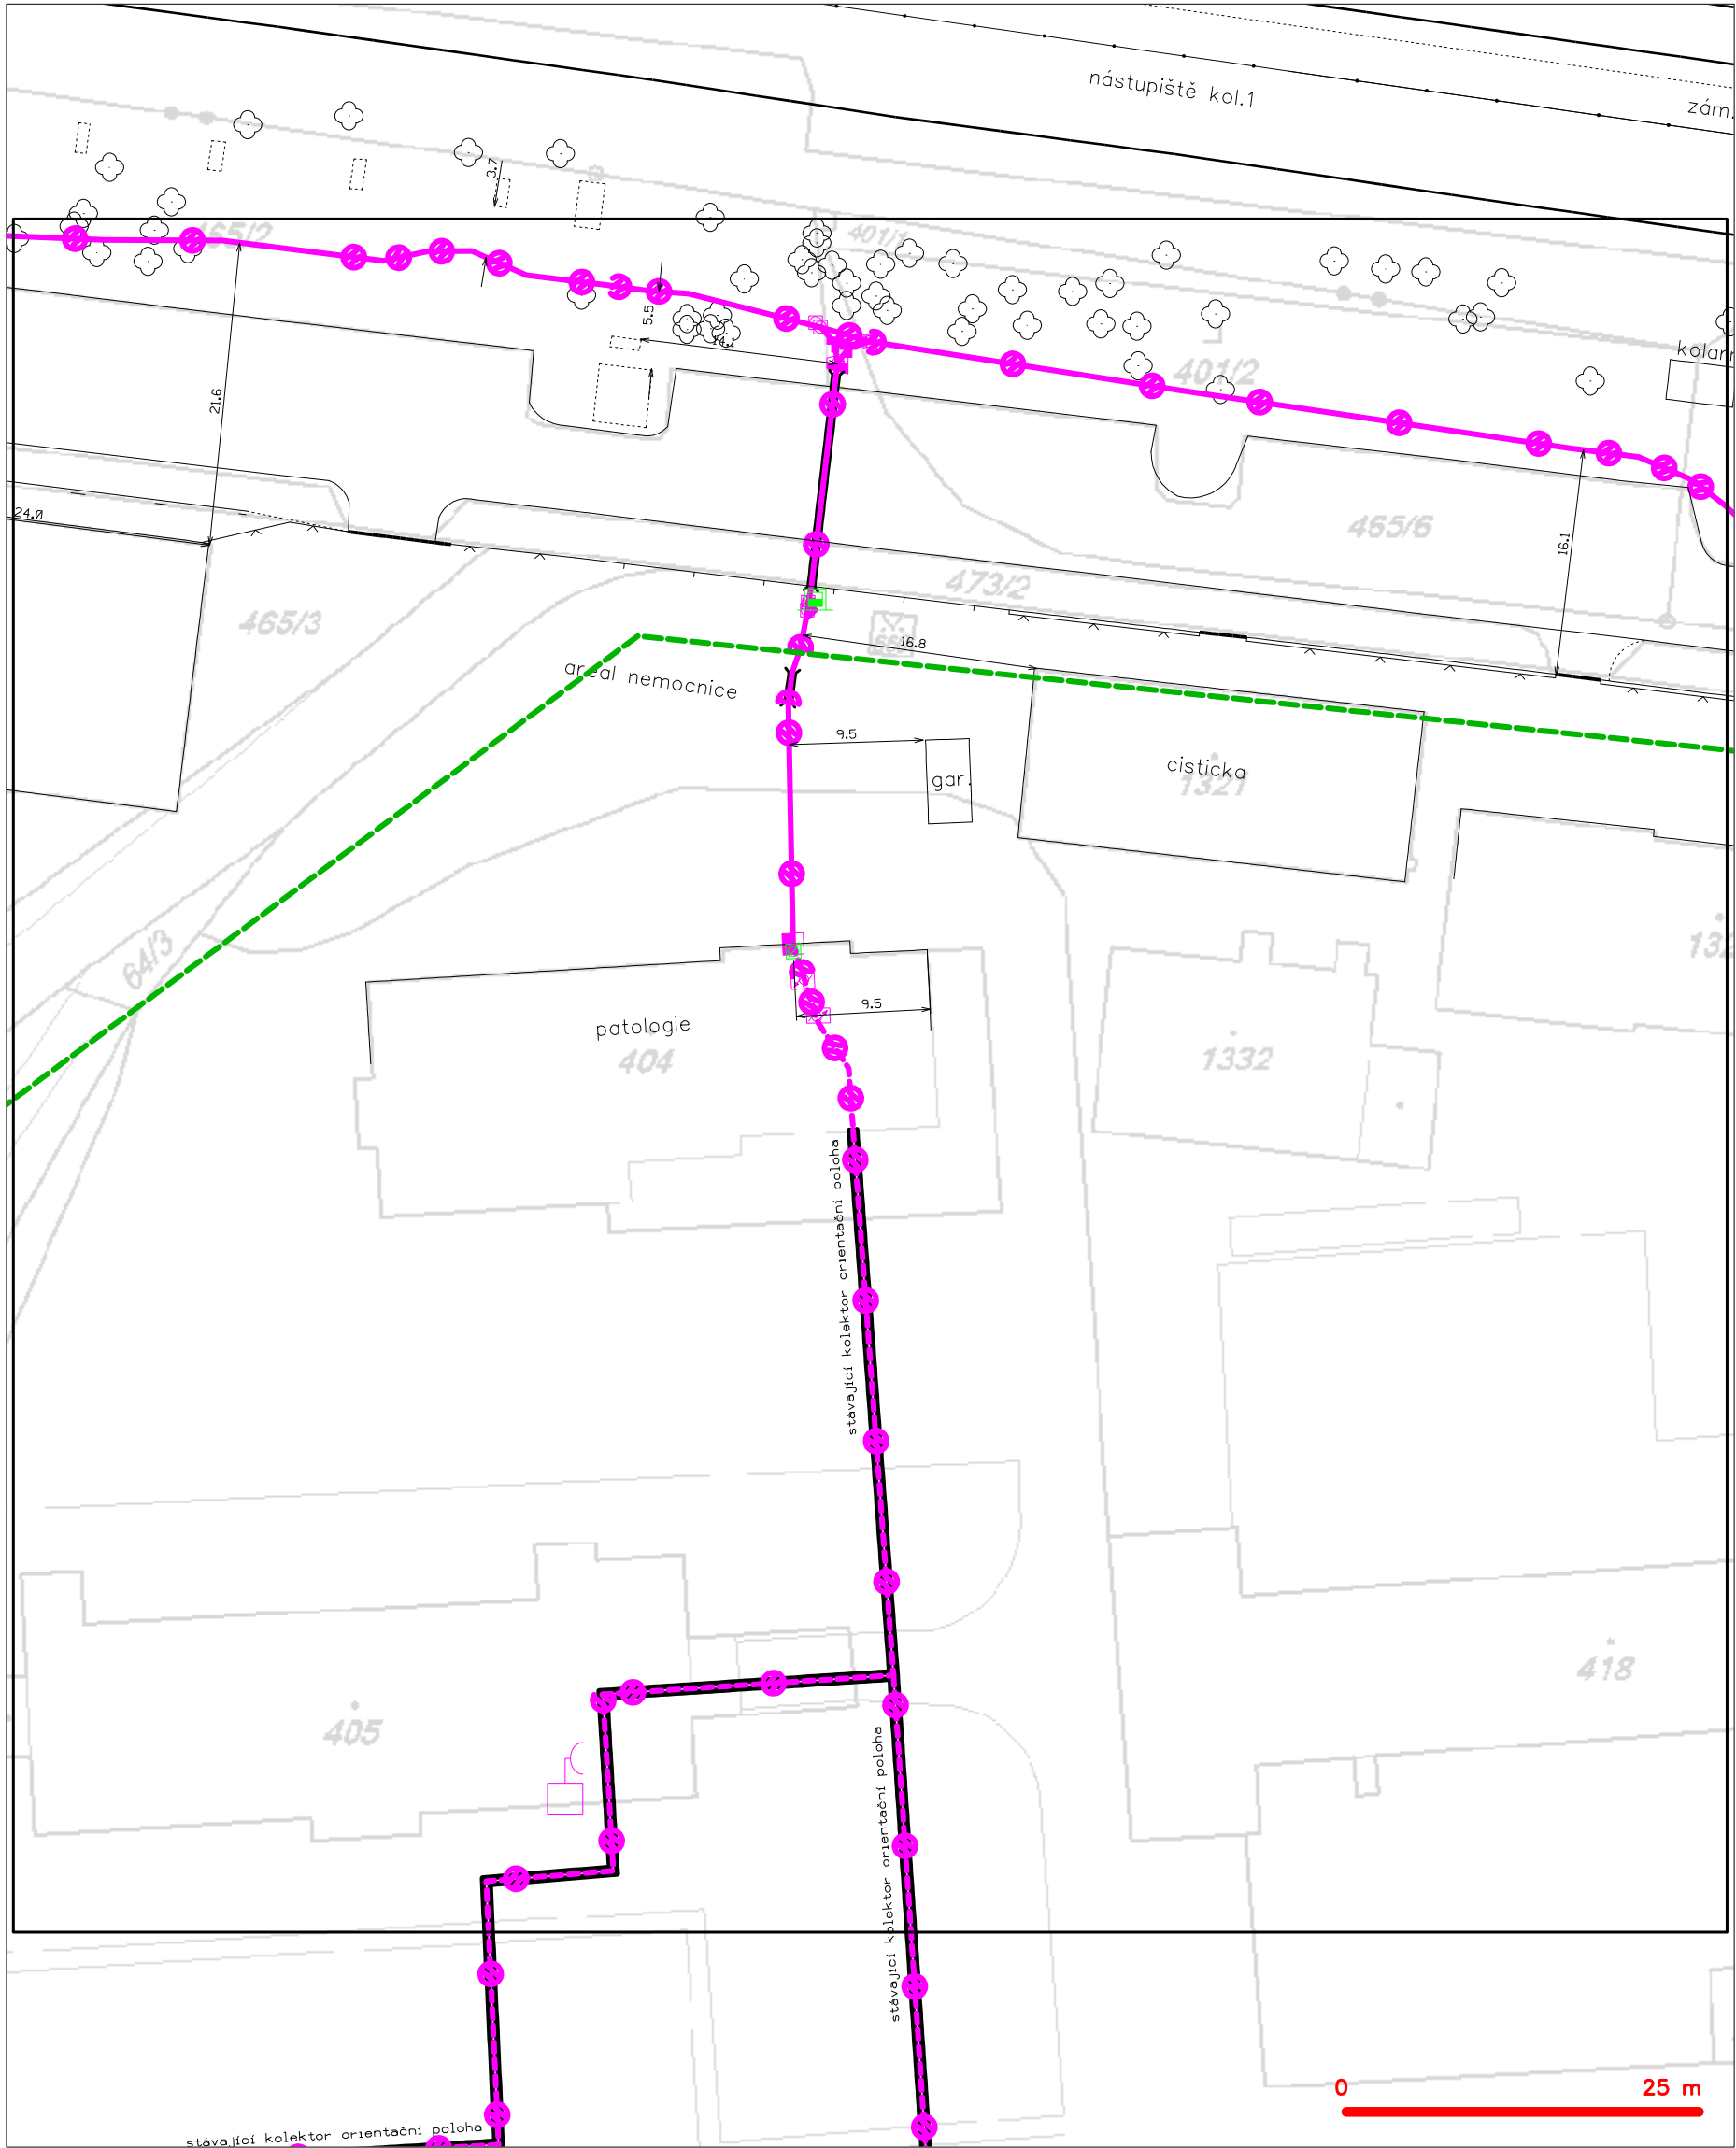 nástupiště kol.1
zám.
3.7
465/2
401/1
5.5
14.1
401/2
kolarn
21.6
24.0
465/6
16.1
473/2
465/3
16.8
areál nemocnice
9.5
gar.
cisticka
1321
64/3
132
9.5
patologie
404
1332
stávající kolektor orientační poloha
418
405
stávající kolektor orientační poloha
0 25 m
stávající kolektor orientační poloha